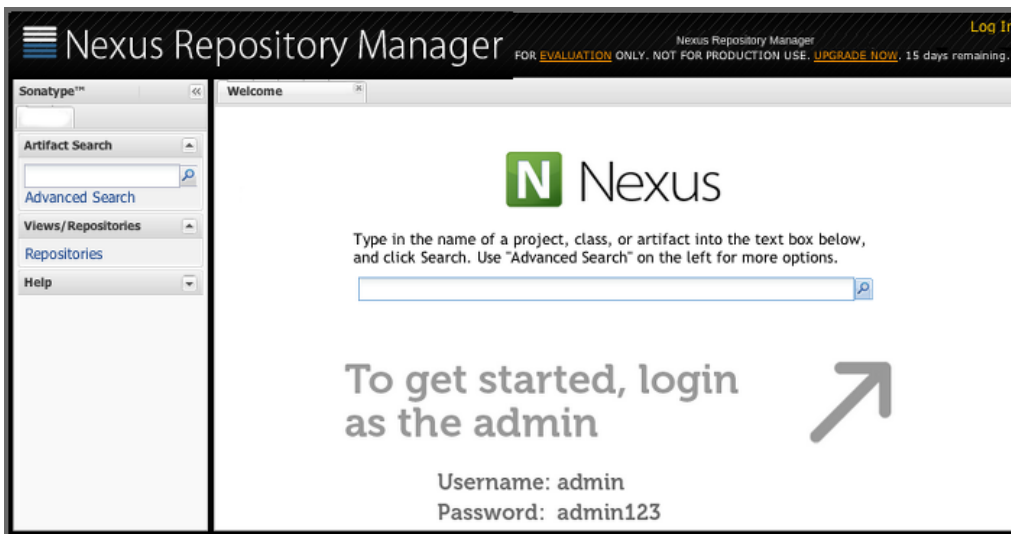 Nexus Repository Manager
Log In
Nexus Repository Manager
FOR EVALUATION ONLY. NOT FOR PRODUCTION USE. UPGRADE NOW. 15 days remaining.
Sonatype™
Welcome
Artifact Search
Advanced Search
Views/Repositories
Repositories
Help
N Nexus
Type in the name of a project, class, or artifact into the text box below,
and click Search. Use "Advanced Search" on the left for more options.
To get started, login
as the admin
Username: admin
Password: admin123